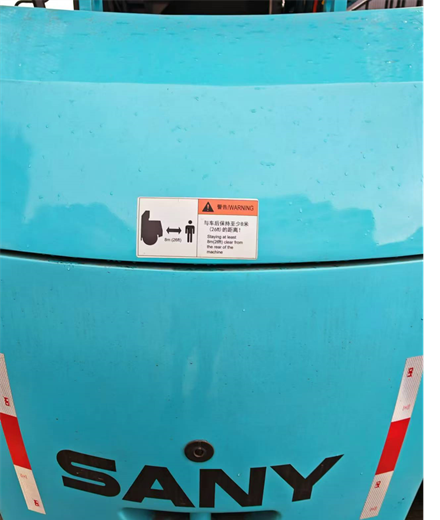 警告/WARNING
与车后保持至少8米
(26ft)的距离!
Staying at least
8m(26ft) clear from
the rear of the
machine
8m (26ft)
SANY